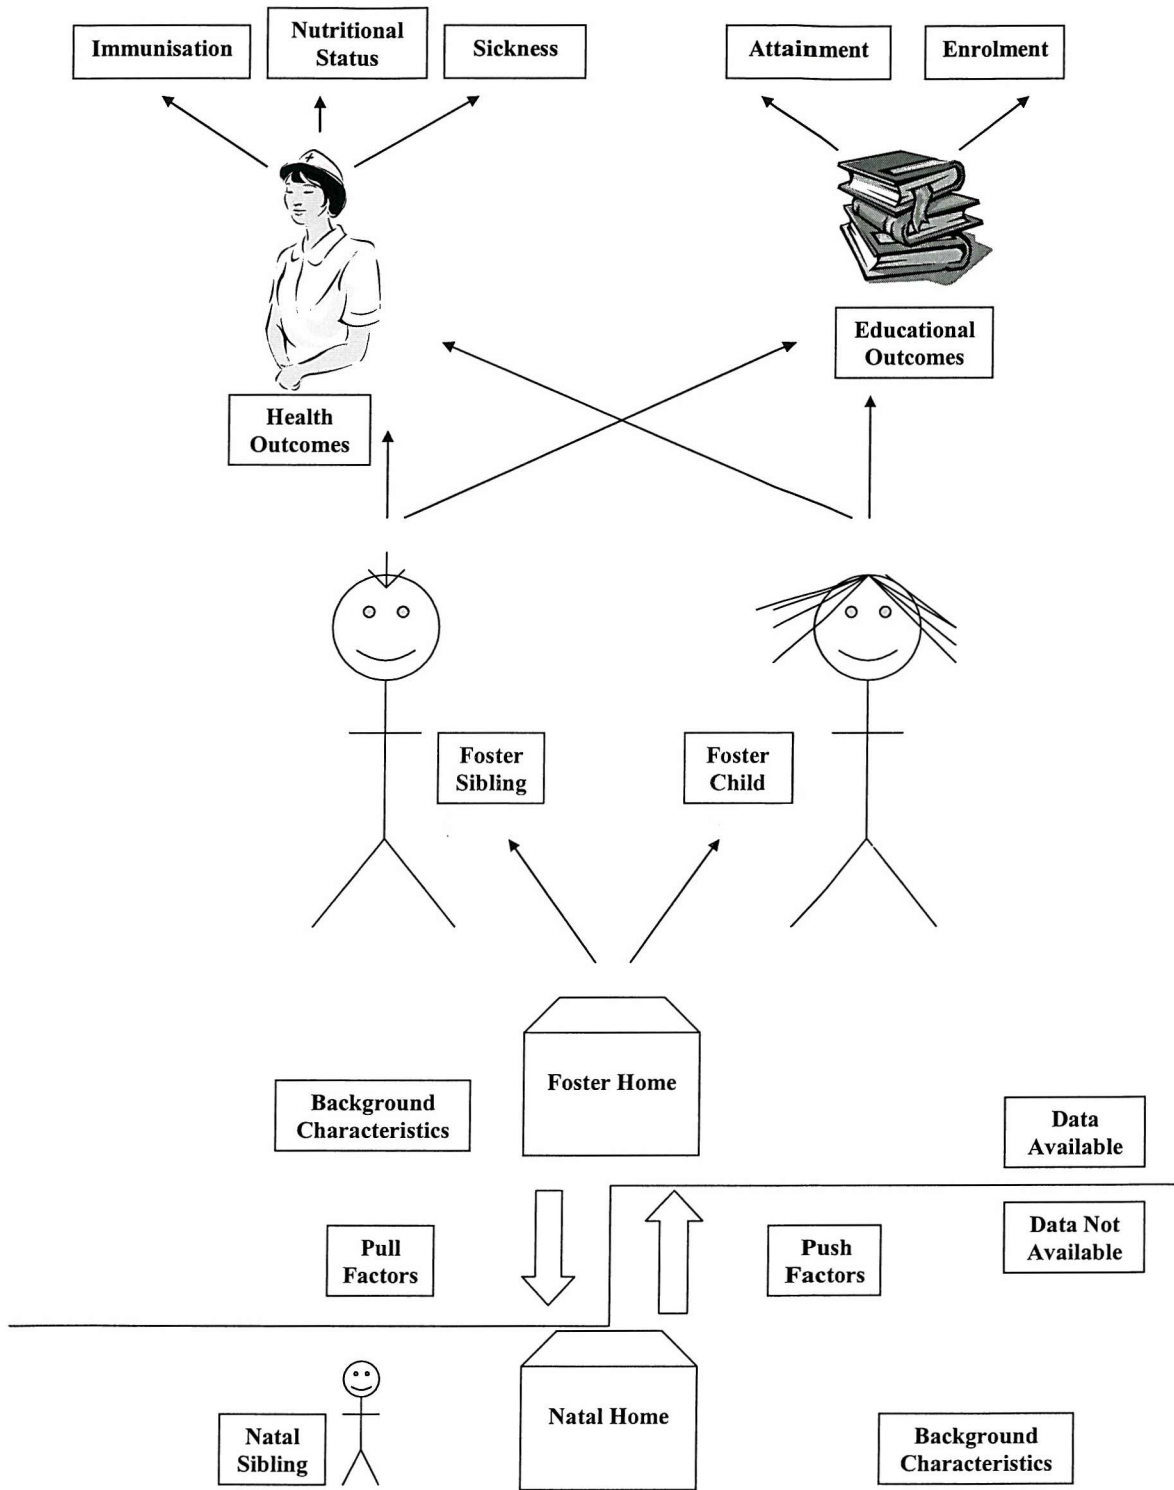 Immunisation
Nutritional
Status
Sickness
Attainment
Enrolment
Educational
Outcomes
Health
Outcomes
Foster
Sibling
Foster
Child
Foster Home
Background
Characteristics
Data
Available
Data Not
Available
Pull
Factors
Push
Factors
Natal Home
Natal
Sibling
Background
Characteristics